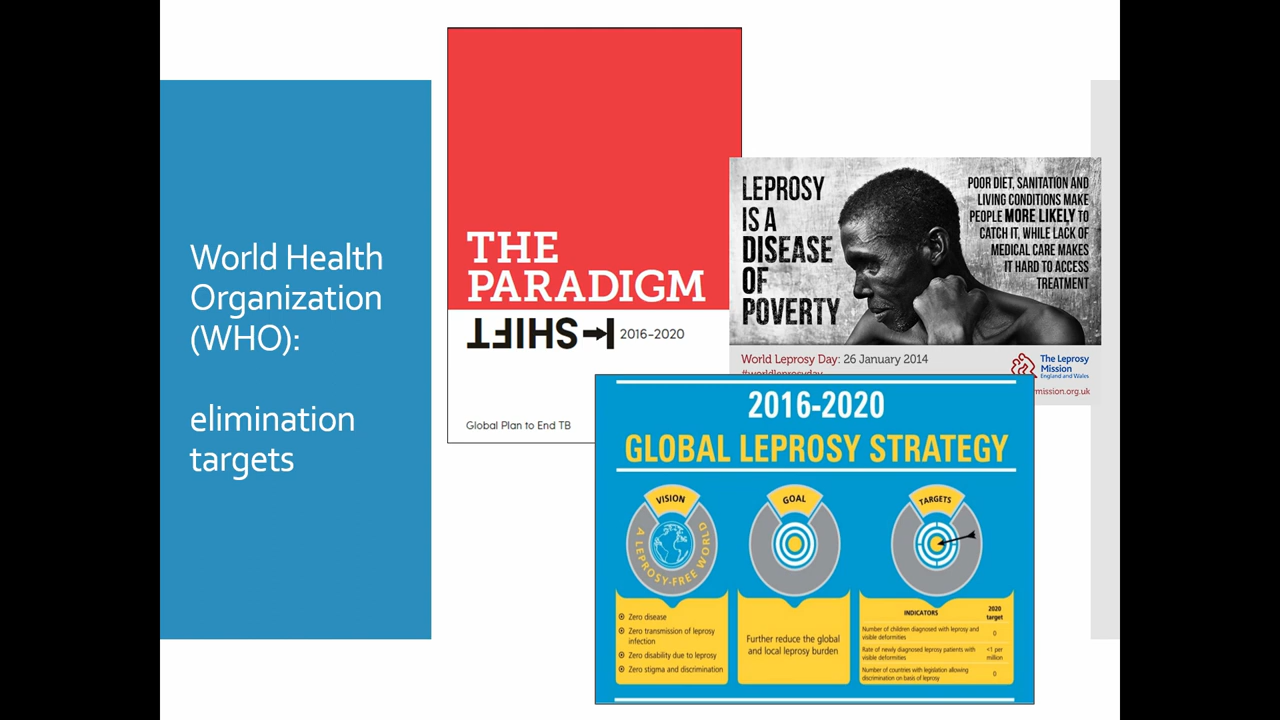 World Health
Organization
(WHO):
elimination
targets
THE
PARADIGM
SHIFT
2016-2020
Global Plan to End TB
LEPROSY
IS A
DISEASE
OF
POVERTY
POOR DIET, SANITATION AND
LIVING CONDITIONS MAKE
PEOPLE MORE LIKELY TO
CATCH IT, WHILE LACK OF
MEDICAL CARE MAKES
IT HARD TO ACCESS
TREATMENT
World Leprosy Day: 26 January 2014
#worldleprosyday
The Leprosy
Mission
England and Wales
mission.org.uk
2016-2020
GLOBAL LEPROSY STRATEGY
VISION
A LEPROSY-FREE WORLD
Zero disease
Zero transmission of leprosy
infection
Zero disability due to leprosy
Zero stigma and discrimination
GOAL
Further reduce the global
and local leprosy burden
TARGETS
INDICATORS 2020
target
Number of children diagnosed with leprosy and
visible deformities 0
Rate of newly diagnosed leprosy patients with
visible deformities <1 per
million
Number of countries with legislation allowing
discrimination on basis of leprosy 0